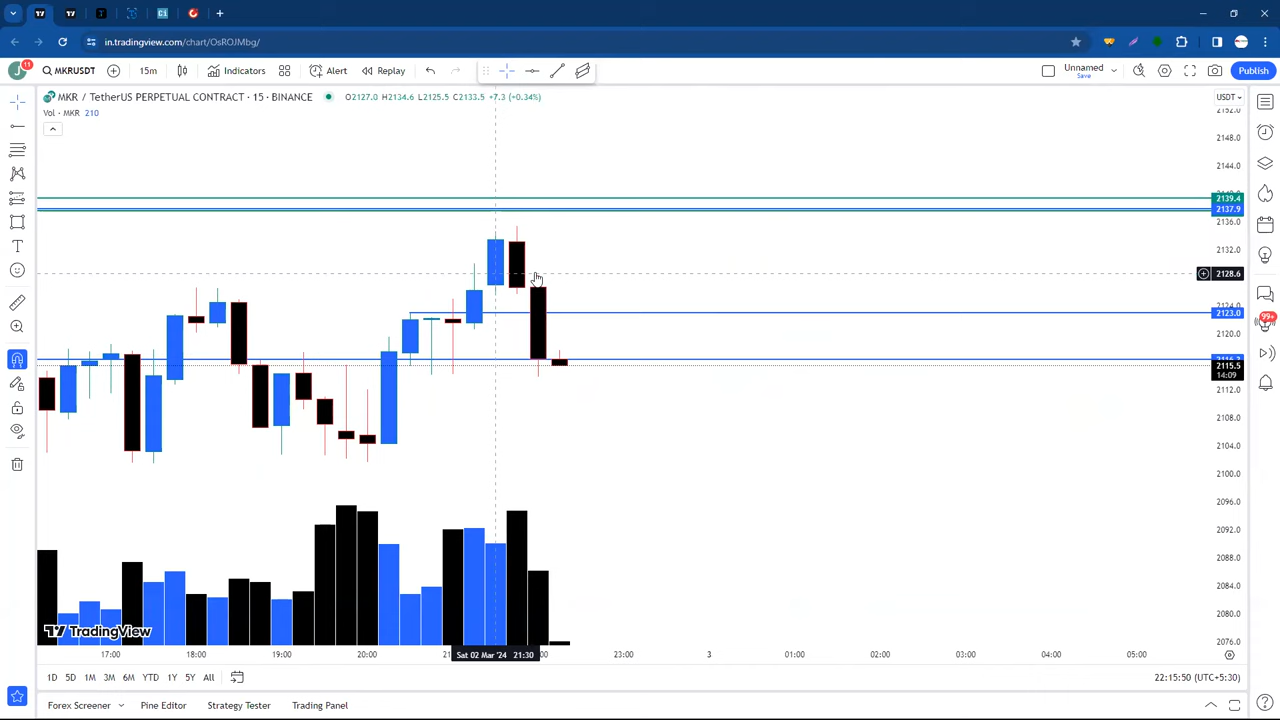 in.tradingview.com/chart/OsROJMbg/
11
MKRUSDT
15m
Indicators
Alert
Replay
Unnamed
Save
Publish
MKR / TetherUS PERPETUAL CONTRACT · 15 · BINANCE
O2127.0 H2134.6 L2125.5 C2133.5 +7.3 (+0.34%)
USDT
Vol · MKR 210
2152.0
2148.0
2144.0
2139.4
2137.9
2136.0
2132.0
2128.6
2124.0
2123.0
99+
2120.0
2115.5
14:09
2112.0
2108.0
2104.0
2100.0
2096.0
2092.0
2088.0
2084.0
2080.0
2076.0
TradingView
17:00
18:00
19:00
20:00
Sat 02 Mar '24 21:30
23:00
3
01:00
02:00
03:00
04:00
05:00
1D 5D 1M 3M 6M YTD 1Y 5Y All
22:15:50 (UTC+5:30)
Forex Screener
Pine Editor
Strategy Tester
Trading Panel